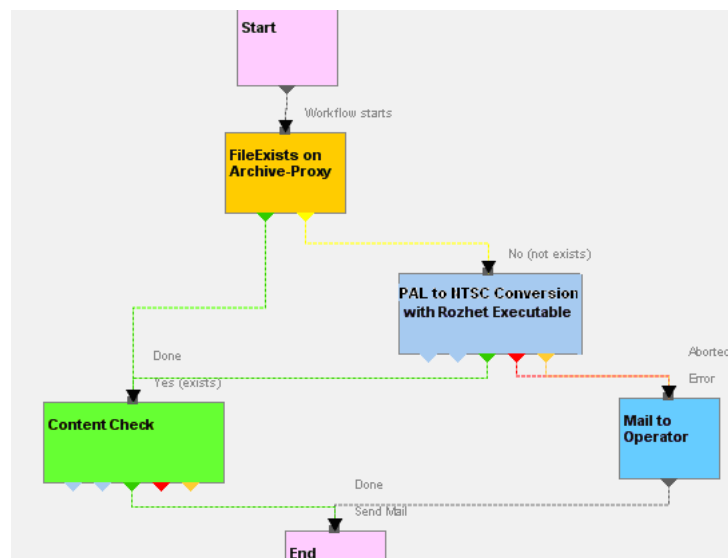 Start
Workflow starts
FileExists on
Archive-Proxy
No (not exists)
PAL to NTSC Conversion
with Rozhet Executable
Done
Yes (exists)
Aborted
Error
Content Check
Mail to
Operator
Done
Send Mail
End